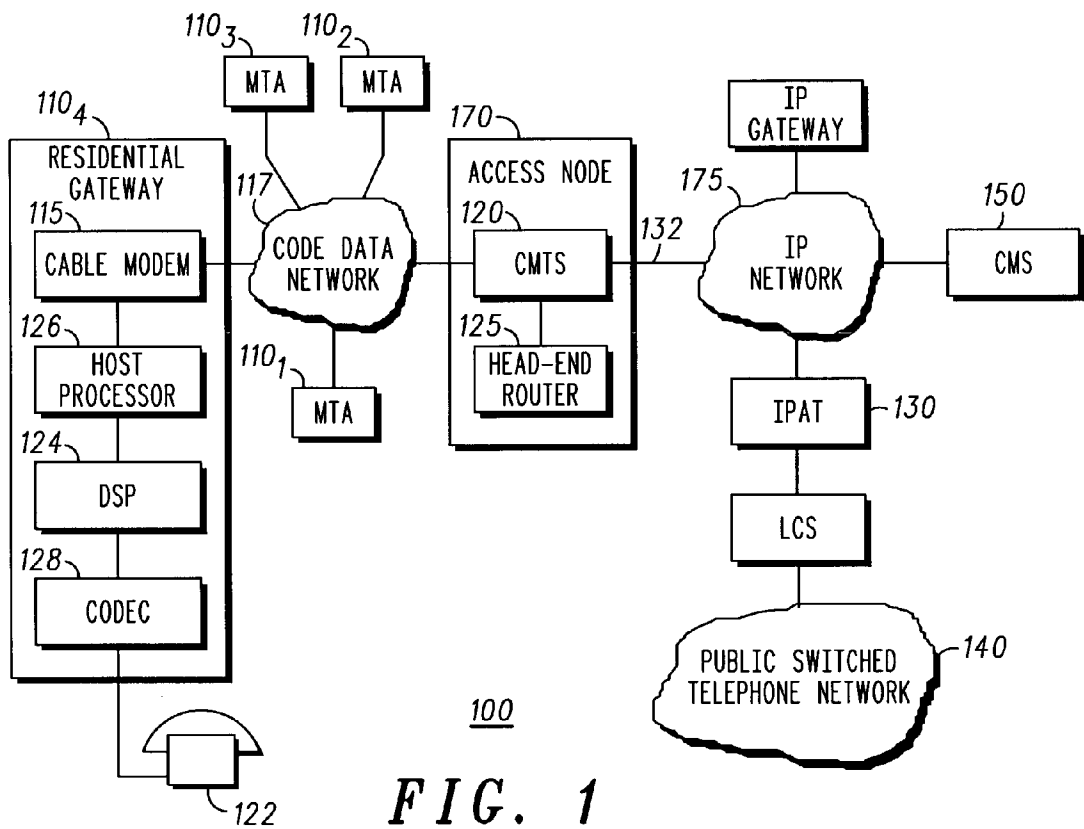 110₃
MTA
110₂
MTA
110₄
RESIDENTIAL
GATEWAY
115
CABLE MODEM
126
HOST
PROCESSOR
124
DSP
128
CODEC
122
117
CODE DATA
NETWORK
110₁
MTA
170
ACCESS NODE
120
CMTS
125
HEAD-END
ROUTER
132
IP
GATEWAY
175
IP
NETWORK
150
CMS
IPAT
130
LCS
PUBLIC SWITCHED
TELEPHONE NETWORK
140
100
FIG. 1